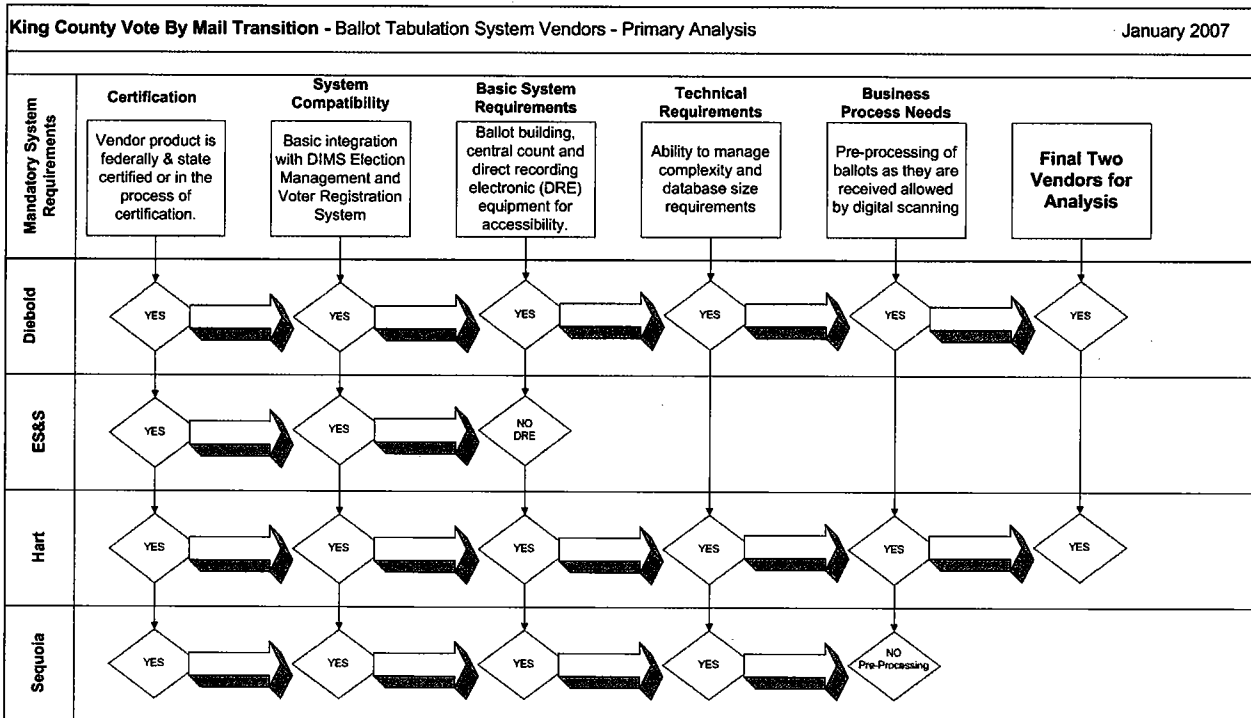 King County Vote By Mail Transition - Ballot Tabulation System Vendors - Primary Analysis January 2007
Mandatory System
Requirements
Certification
Vendor product is
federally & state
certified or in the
process of
certification.
System
Compatibility
Basic integration
with DIMS Election
Management and
Voter Registration
System
Basic System
Requirements
Ballot building,
central count and
direct recording
electronic (DRE)
equipment for
accessibility.
Technical
Requirements
Ability to manage
complexity and
database size
requirements
Business
Process Needs
Pre-processing of
ballots as they are
received allowed
by digital scanning
Final Two
Vendors for
Analysis
Diebold
YES
YES
YES
YES
YES
YES
ES&S
YES
YES
NO
DRE
Hart
YES
YES
YES
YES
YES
YES
Sequoia
YES
YES
YES
YES
NO
Pre-Processing